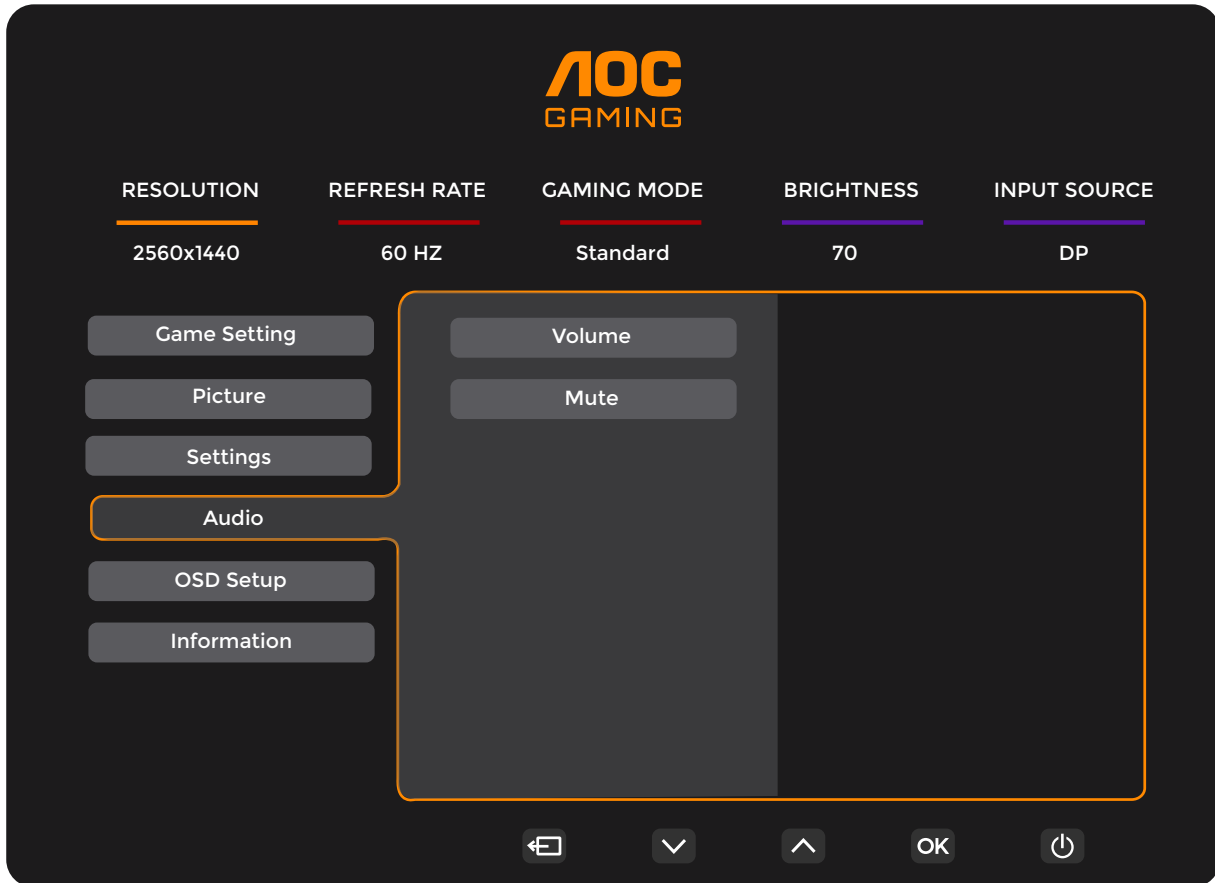 AOC
GAMING
RESOLUTION REFRESH RATE GAMING MODE BRIGHTNESS INPUT SOURCE
2560x1440 60 HZ Standard 70 DP
Game Setting Volume
Picture Mute
Settings
Audio
OSD Setup
Information
OK